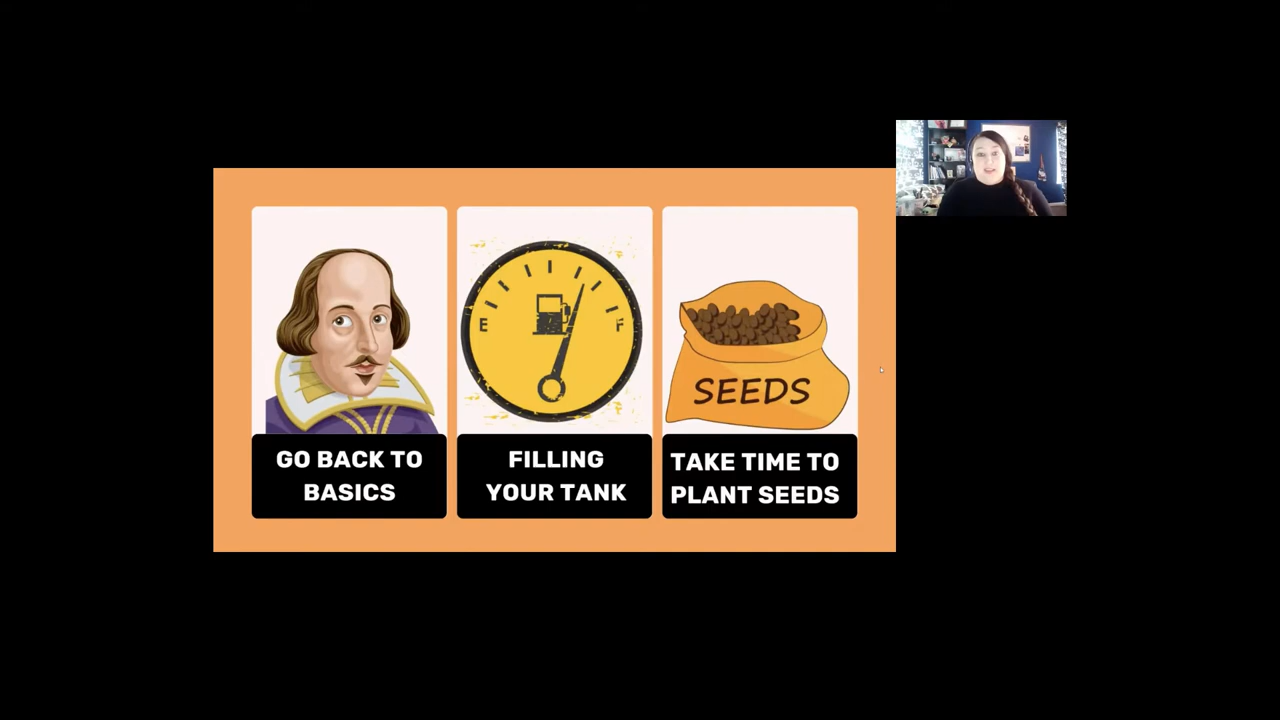 E
F
SEEDS
GO BACK TO
BASICS
FILLING
YOUR TANK
TAKE TIME TO
PLANT SEEDS